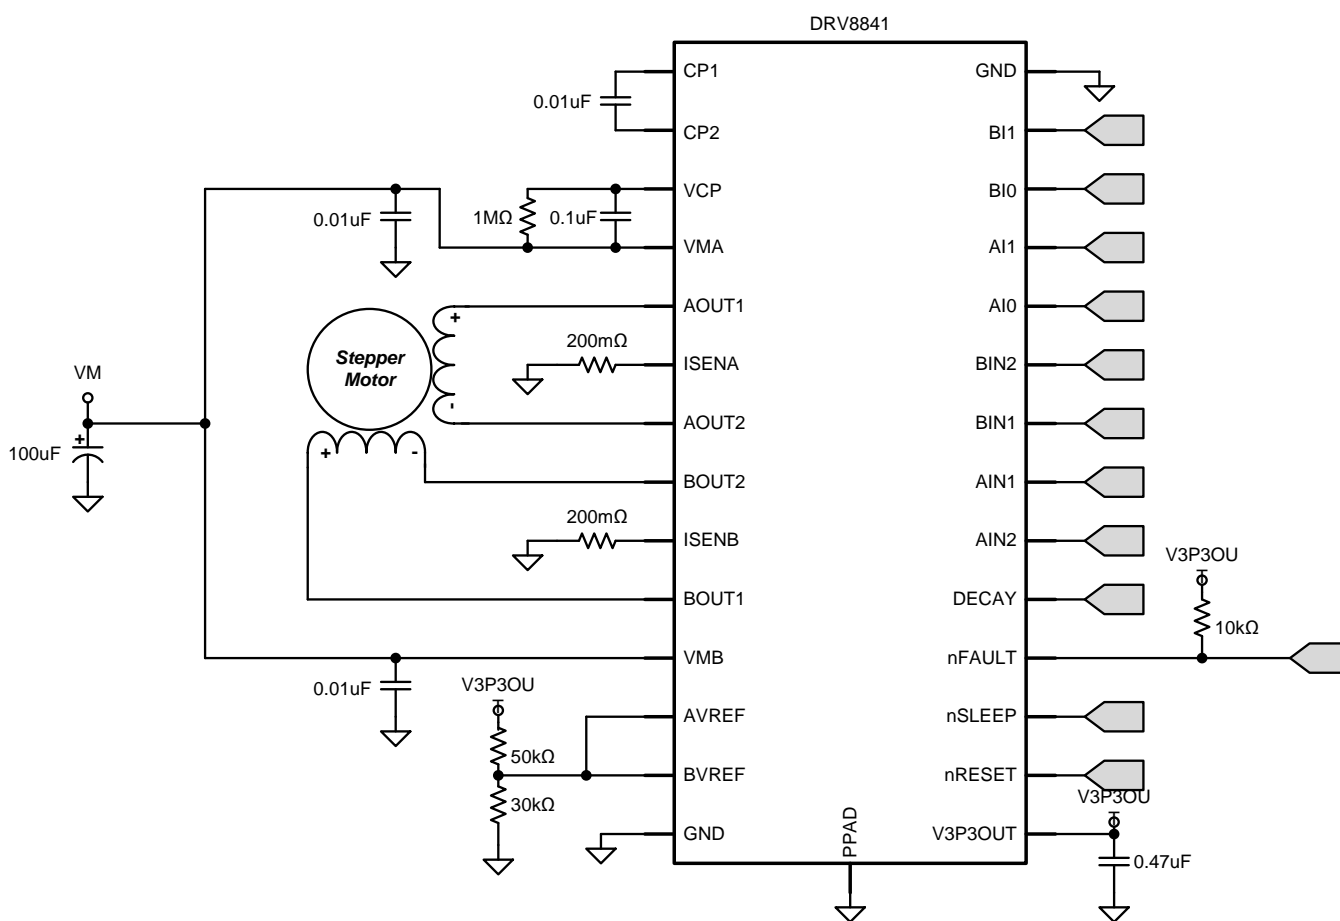 DRV8841
CP1
GND
0.01uF
CP2
BI1
VCP
BI0
0.01uF
1MΩ
0.1uF
VMA
AI1
AOUT1
AI0
+
Stepper
Motor
200mΩ
ISENA
BIN2
VM
-
AOUT2
BIN1
+
100uF
+
-
BOUT2
AIN1
200mΩ
ISENB
AIN2
V3P3OU
BOUT1
DECAY
10kΩ
VMB
nFAULT
0.01uF
V3P3OU
AVREF
nSLEEP
50kΩ
BVREF
nRESET
V3P3OU
30kΩ
GND
PPAD
V3P3OUT
0.47uF